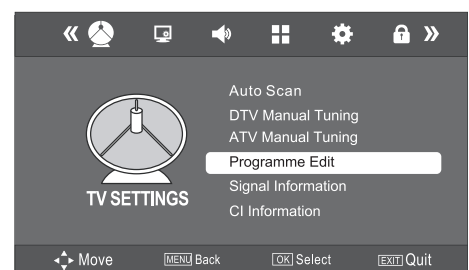 Auto Scan
DTV Manual Tuning
ATV Manual Tuning
Programme Edit
Signal Information
CI Information
TV SETTINGS
Move MENU Back OK Select EXIT Quit